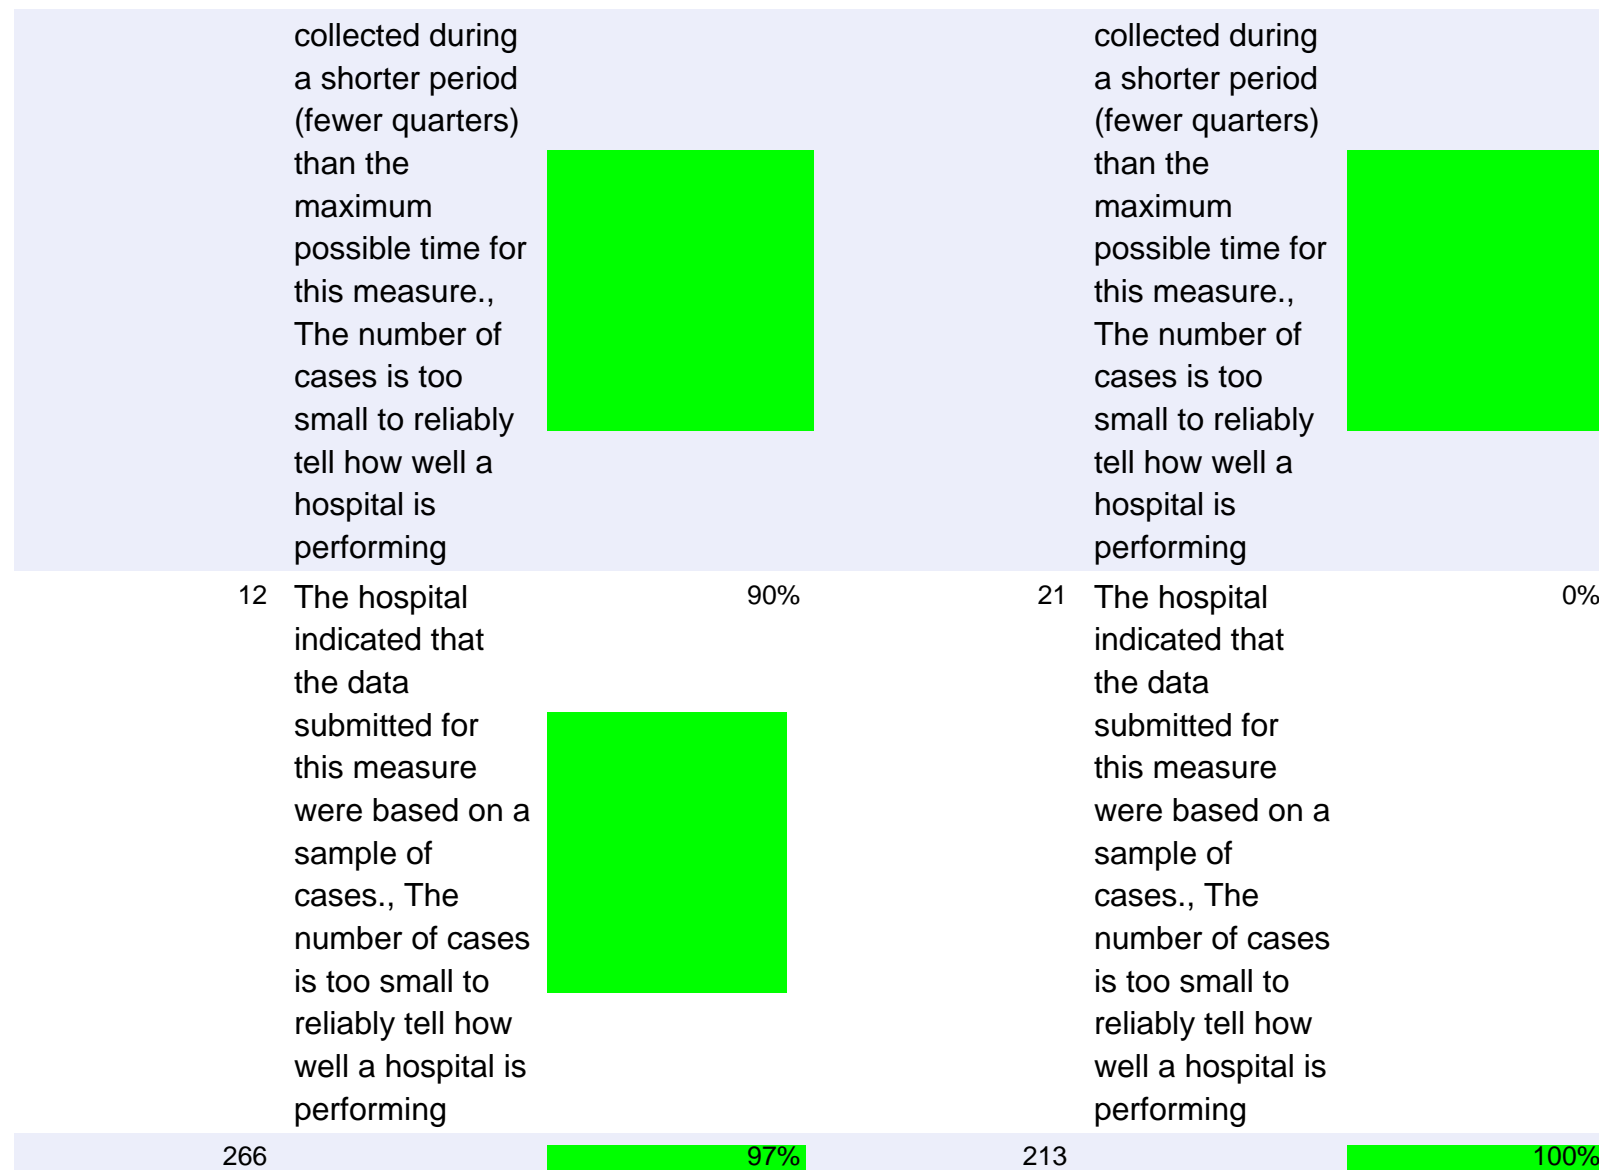 collected during
a shorter period
(fewer quarters)
than the
maximum
possible time for
this measure.,
The number of
cases is too
small to reliably
tell how well a
hospital is
performing
collected during
a shorter period
(fewer quarters)
than the
maximum
possible time for
this measure.,
The number of
cases is too
small to reliably
tell how well a
hospital is
performing
12
The hospital
indicated that
the data
submitted for
this measure
were based on a
sample of
cases., The
number of cases
is too small to
reliably tell how
well a hospital is
performing
90%
21
The hospital
indicated that
the data
submitted for
this measure
were based on a
sample of
cases., The
number of cases
is too small to
reliably tell how
well a hospital is
performing
0%
266
97%
213
100%